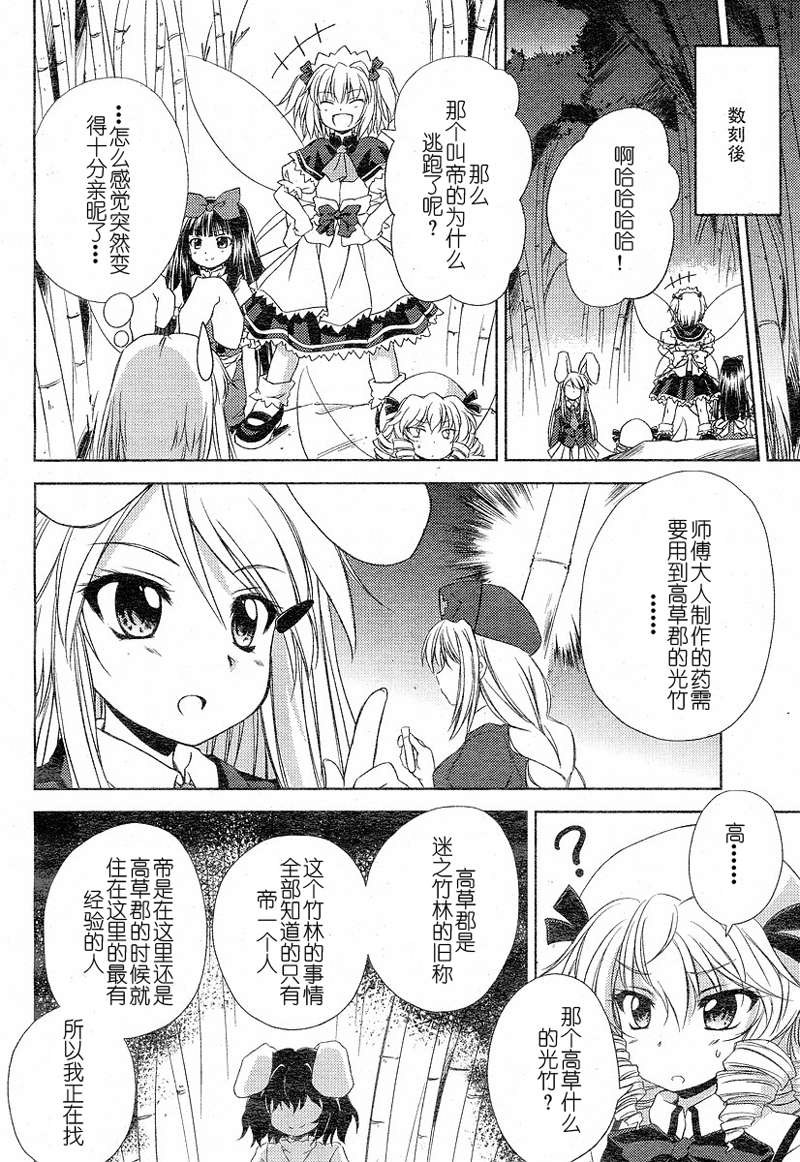 数刻後
啊哈哈哈哈！
那么
那个叫帝的为什么
逃跑了呢？
…怎么感觉突然变
得十分亲昵了…
师傅大人制作的药需
要用到高草郡的光竹
……
高……
？
那个高草什么
的光竹？
高草郡是
迷之竹林的旧称
这个竹林的事情
全部知道的只有
帝一个人
帝是在这里还是
高草郡的时候就
住在这里的最有
经验的人
所以我正在找